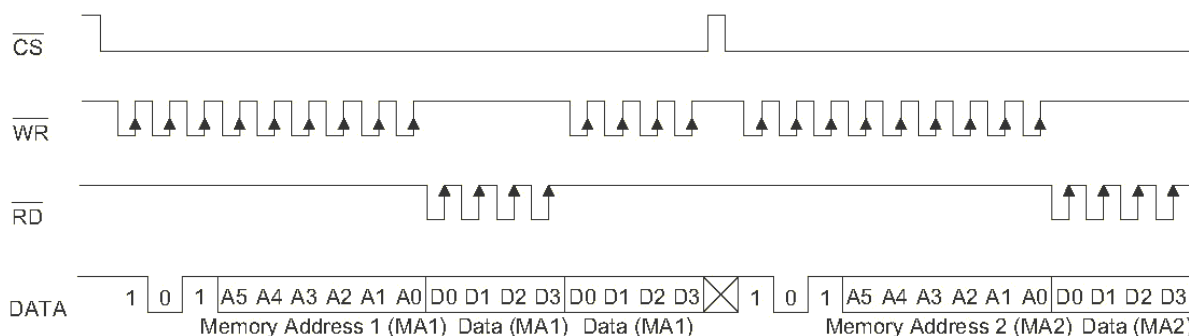 CS
WR
RD
DATA 1 0 1 A5 A4 A3 A2 A1 A0 D0 D1 D2 D3 D0 D1 D2 D3 1 0 1 A5 A4 A3 A2 A1 A0 D0 D1 D2 D3
Memory Address 1 (MA1) Data (MA1) Data (MA1) Memory Address 2 (MA2) Data (MA2)